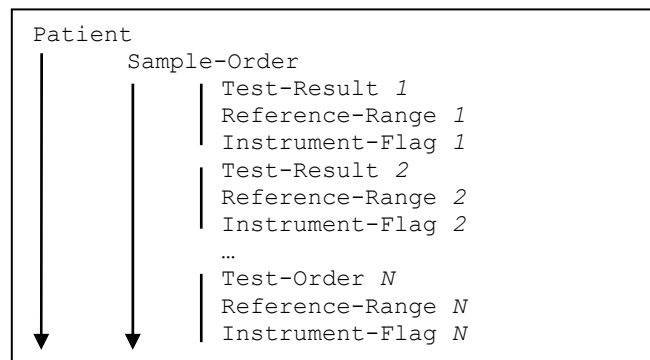 Patient
Sample-Order
Test-Result 1
Reference-Range 1
Instrument-Flag 1
Test-Result 2
Reference-Range 2
Instrument-Flag 2
…
Test-Order N
Reference-Range N
Instrument-Flag N